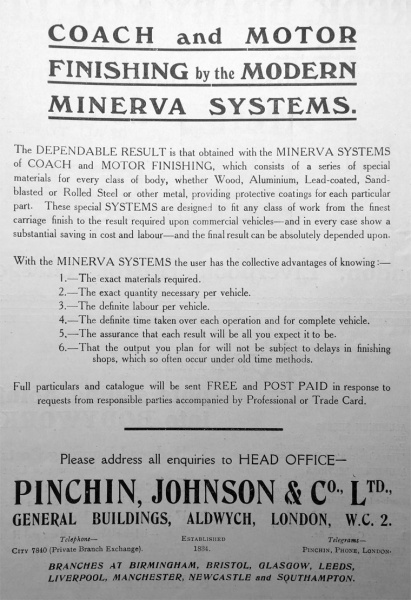 COACH and MOTOR
FINISHING by the MODERN
MINERVA SYSTEMS.
The DEPENDABLE RESULT is that obtained with the MINERVA SYSTEMS
of COACH and MOTOR FINISHING, which consists of a series of special
materials for every class of body, whether Wood, Aluminium, Lead-coated, Sand-
blasted or Rolled Steel or other metal, providing protective coatings for each particular
part. These special SYSTEMS are designed to fit any class of work from the finest
carriage finish to the result required upon commercial vehicles—and in every case show a
substantial saving in cost and labour—and the final result can be absolutely depended upon.
With the MINERVA SYSTEMS the user has the collective advantages of knowing :—
1.—The exact materials required.
2.—The exact quantity necessary per vehicle.
3.—The definite labour per vehicle.
4.—The definite time taken over each operation and for complete vehicle.
5.—The assurance that each result will be all you expect it to be.
6.—That the output you plan for will not be subject to delays in finishing
shops, which so often occur under old time methods.
Full particulars and catalogue will be sent FREE and POST PAID in response to
requests from responsible parties accompanied by Professional or Trade Card.
Please address all enquiries to HEAD OFFICE—
PINCHIN, JOHNSON & Co., LTD.,
GENERAL BUILDINGS, ALDWYCH, LONDON, W.C. 2.
Telephone— ESTABLISHED Telegrams—
CITY 7840 (Private Branch Exchange). 1834. PINCHIN, PHONE, LONDON.
BRANCHES AT BIRMINGHAM, BRISTOL, GLASGOW, LEEDS,
LIVERPOOL, MANCHESTER, NEWCASTLE and SOUTHAMPTON.